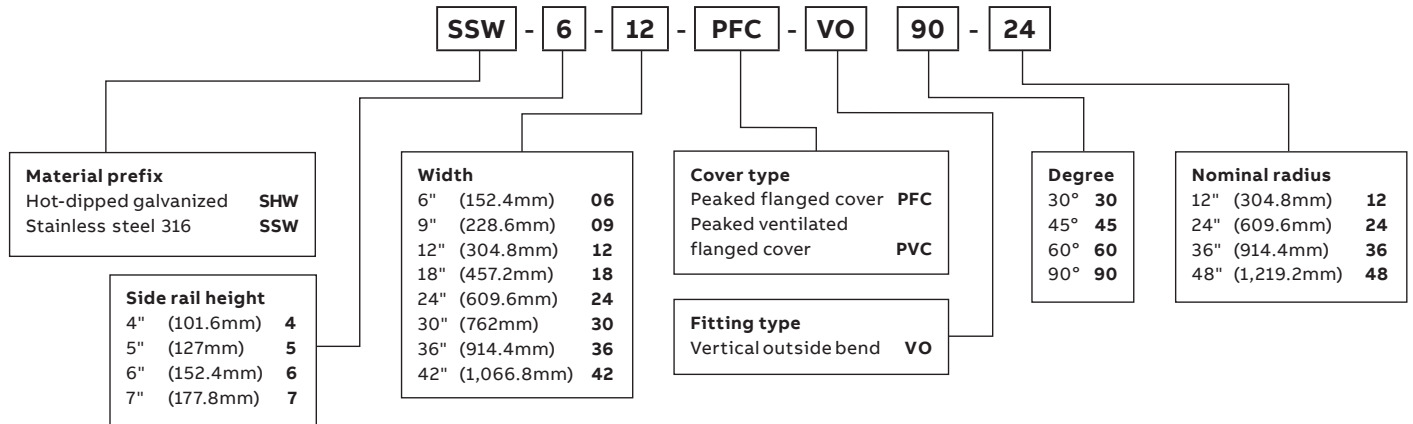 SSW - 6 - 12 - PFC - VO 90 - 24
Material prefix
Hot-dipped galvanized SHW
Stainless steel 316 SSW
Side rail height
4" (101.6mm) 4
5" (127mm) 5
6" (152.4mm) 6
7" (177.8mm) 7
Width
6" (152.4mm) 06
9" (228.6mm) 09
12" (304.8mm) 12
18" (457.2mm) 18
24" (609.6mm) 24
30" (762mm) 30
36" (914.4mm) 36
42" (1,066.8mm) 42
Cover type
Peaked flanged cover PFC
Peaked ventilated
flanged cover PVC
Fitting type
Vertical outside bend VO
Degree
30° 30
45° 45
60° 60
90° 90
Nominal radius
12" (304.8mm) 12
24" (609.6mm) 24
36" (914.4mm) 36
48" (1,219.2mm) 48